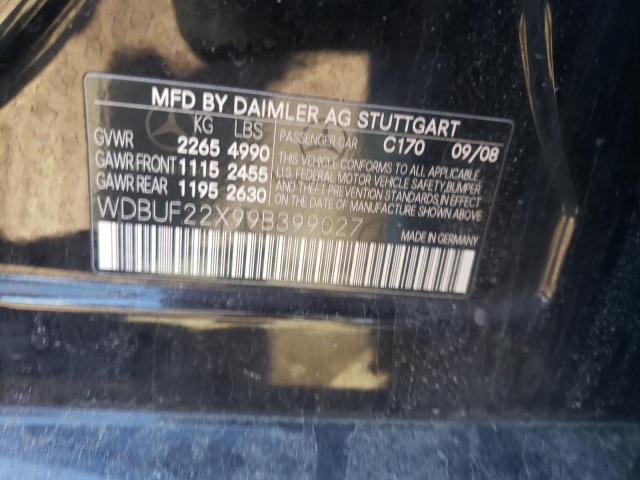 MFD BY DAIMLER AG STUTTGART
KG LBS
GVWR 2265 4990
GAWR FRONT 1115 2455
GAWR REAR 1195 2630
PASSENGER CAR C170 09/08
THIS VEHICLE CONFORMS TO ALL APPLICABLE
U.S. FEDERAL MOTOR VEHICLE SAFETY, BUMPER,
AND THEFT PREVENTION STANDARDS IN EFFECT
ON THE DATE OF MANUFACTURE SHOWN ABOVE.
WDBUF22X99B399027
MADE IN GERMANY